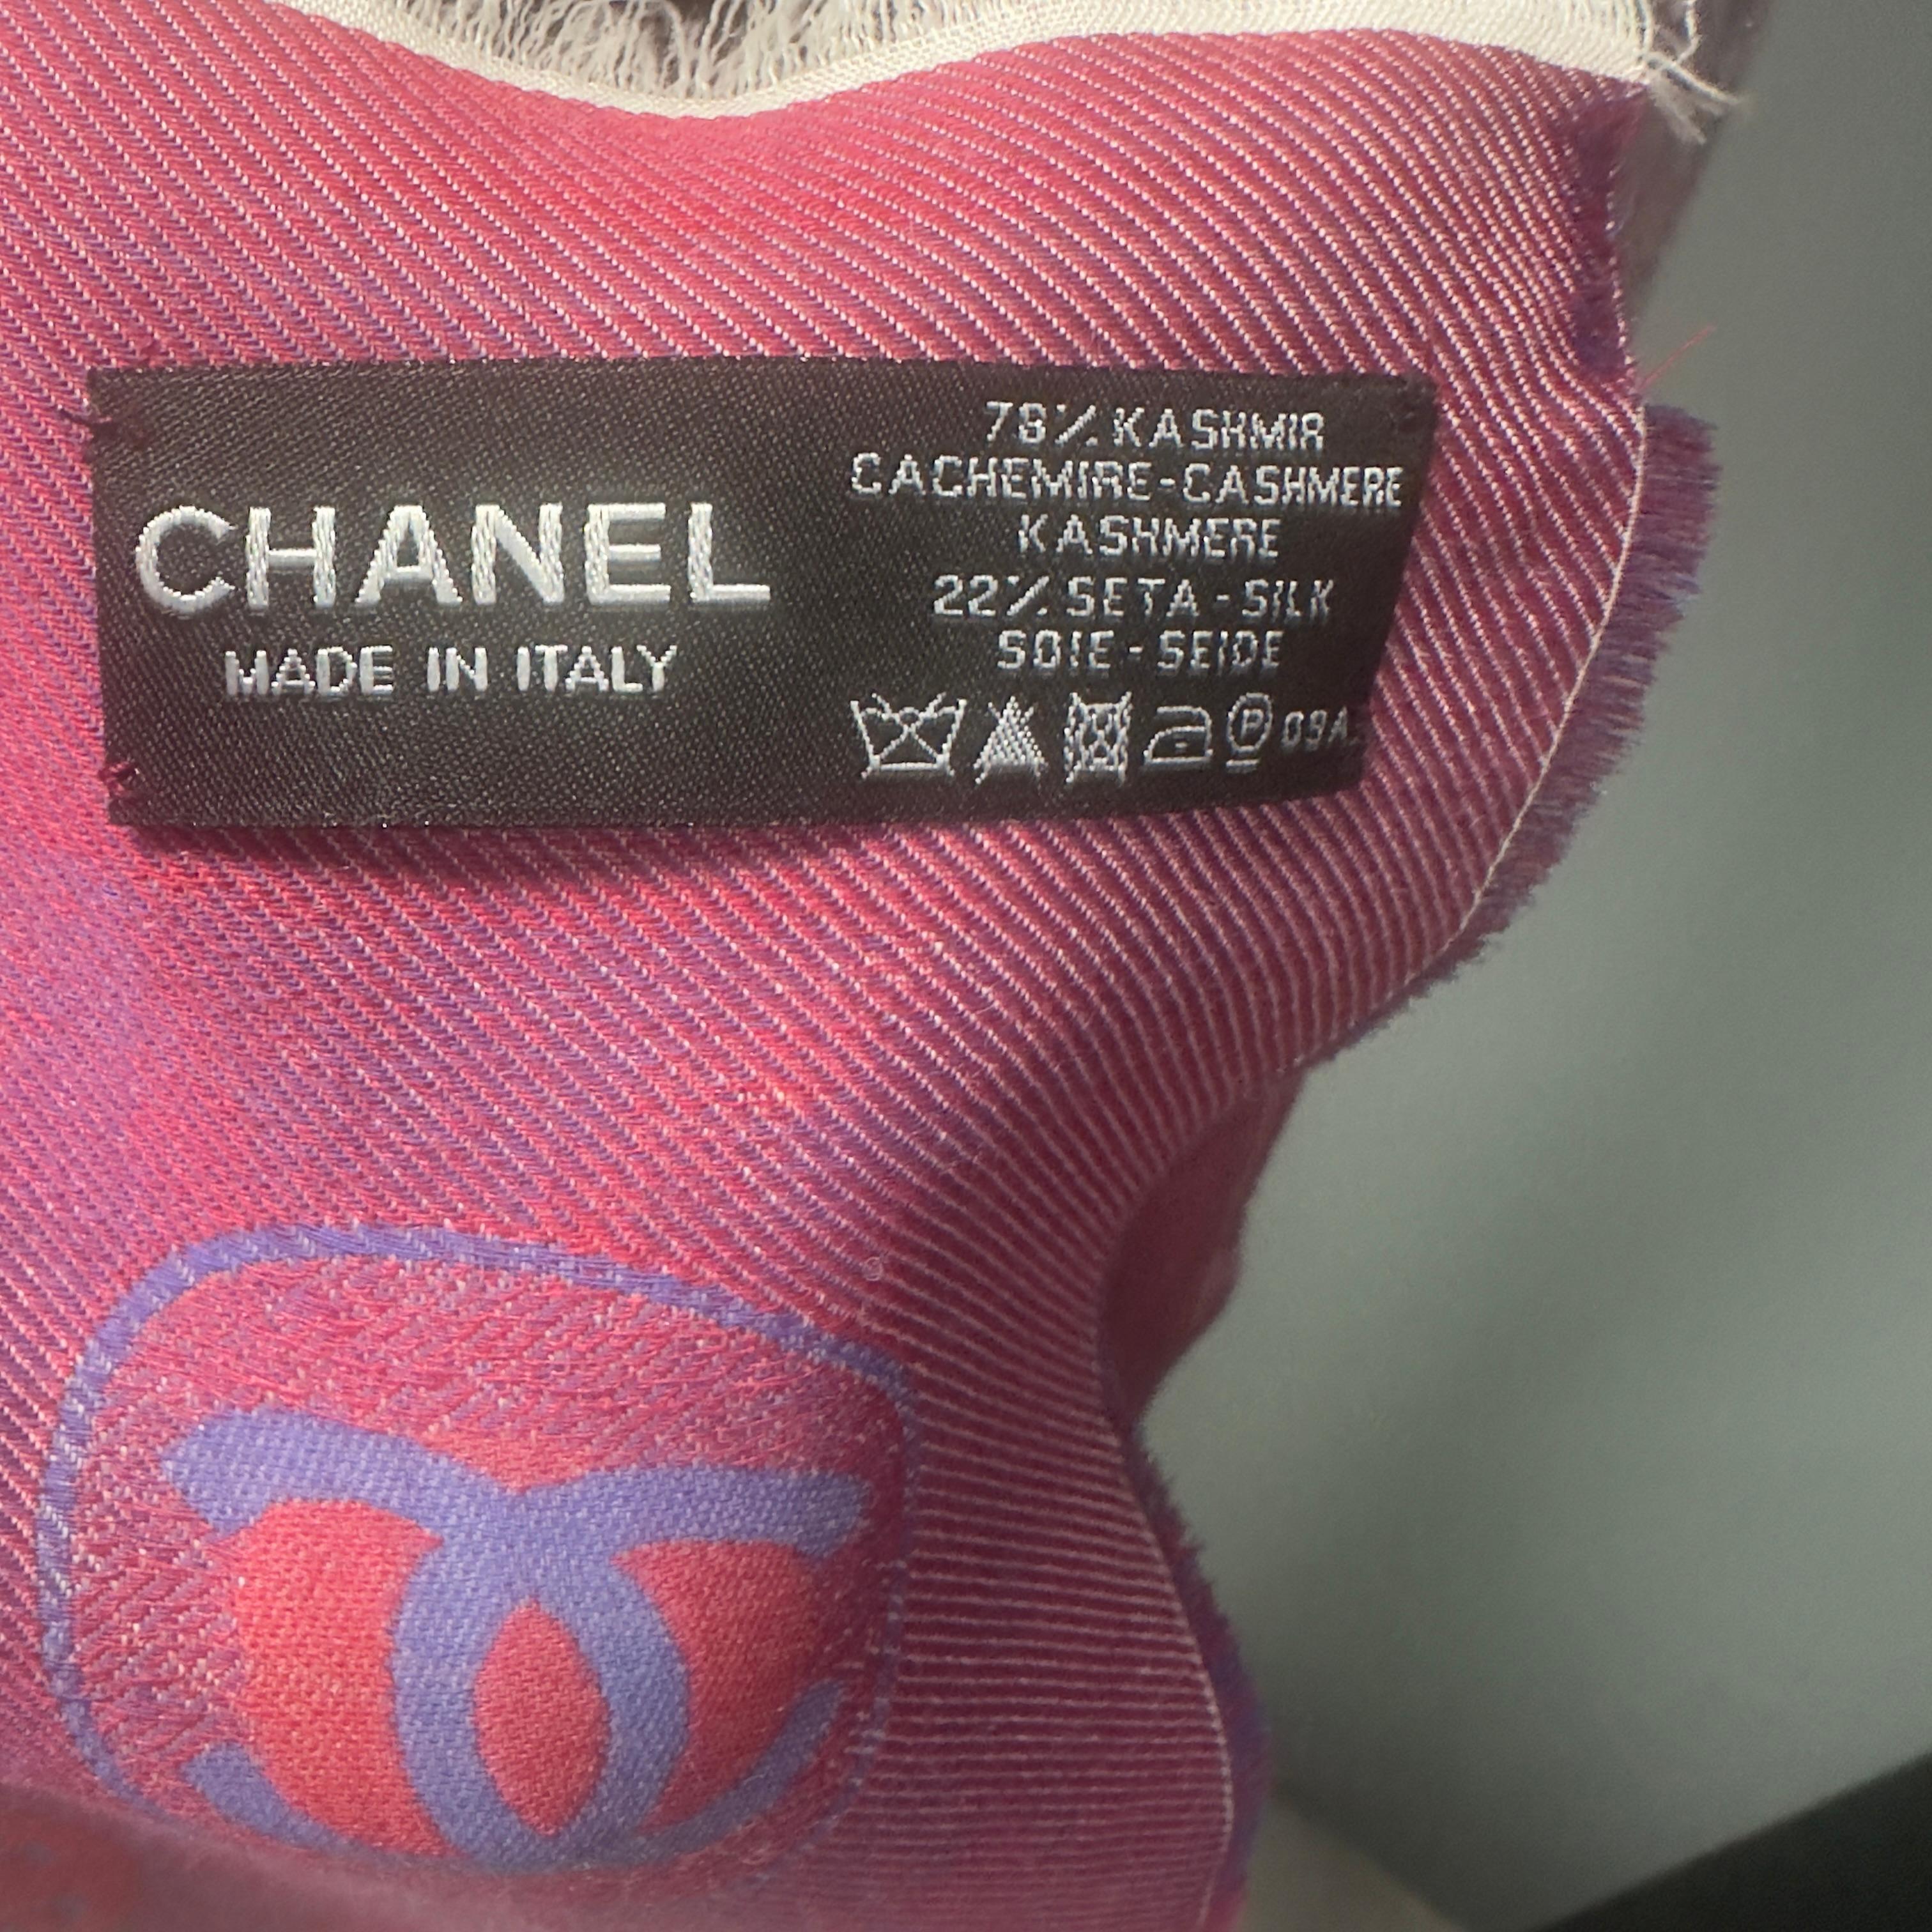 CHANEL
MADE IN ITALY
78% KASHMIR
CACHEMIRE-CASHMERE
KASHMERE
22% SETA - SILK
SOIE - SEIDE
P 09A